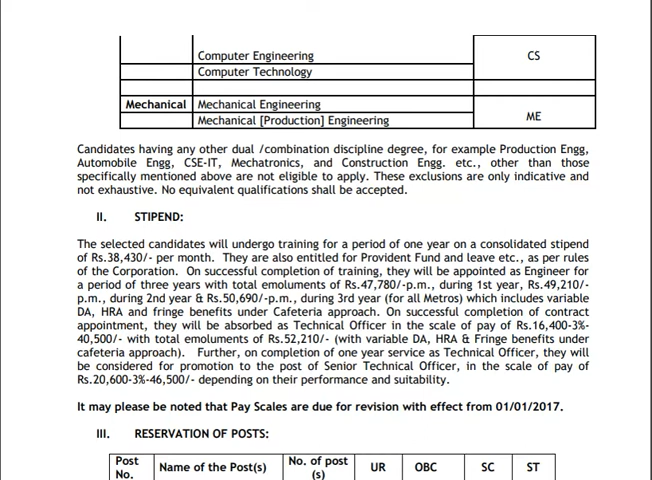 Computer Engineering CS
Computer Technology
Mechanical Mechanical Engineering ME
Mechanical [Production] Engineering
Candidates having any other dual /combination discipline degree, for example Production Engg,
Automobile Engg, CSE-IT, Mechatronics, and Construction Engg. etc., other than those
specifically mentioned above are not eligible to apply. These exclusions are only indicative and
not exhaustive. No equivalent qualifications shall be accepted.
II. STIPEND:
The selected candidates will undergo training for a period of one year on a consolidated stipend
of Rs.38,430/- per month. They are also entitled for Provident Fund and leave etc., as per rules
of the Corporation. On successful completion of training, they will be appointed as Engineer for
a period of three years with total emoluments of Rs.47,780/-p.m., during 1st year, Rs.49,210/-
p.m., during 2nd year & Rs.50,690/-p.m., during 3rd year (for all Metros) which includes variable
DA, HRA and fringe benefits under Cafeteria approach. On successful completion of contract
appointment, they will be absorbed as Technical Officer in the scale of pay of Rs.16,400-3%-
40,500/- with total emoluments of Rs.52,210/- (with variable DA, HRA & Fringe benefits under
cafeteria approach). Further, on completion of one year service as Technical Officer, they will
be considered for promotion to the post of Senior Technical Officer, in the scale of pay of
Rs.20,600-3%-46,500/- depending on their performance and suitability.
It may please be noted that Pay Scales are due for revision with effect from 01/01/2017.
III. RESERVATION OF POSTS:
Post No. Name of the Post(s) No. of post (s) UR OBC SC ST